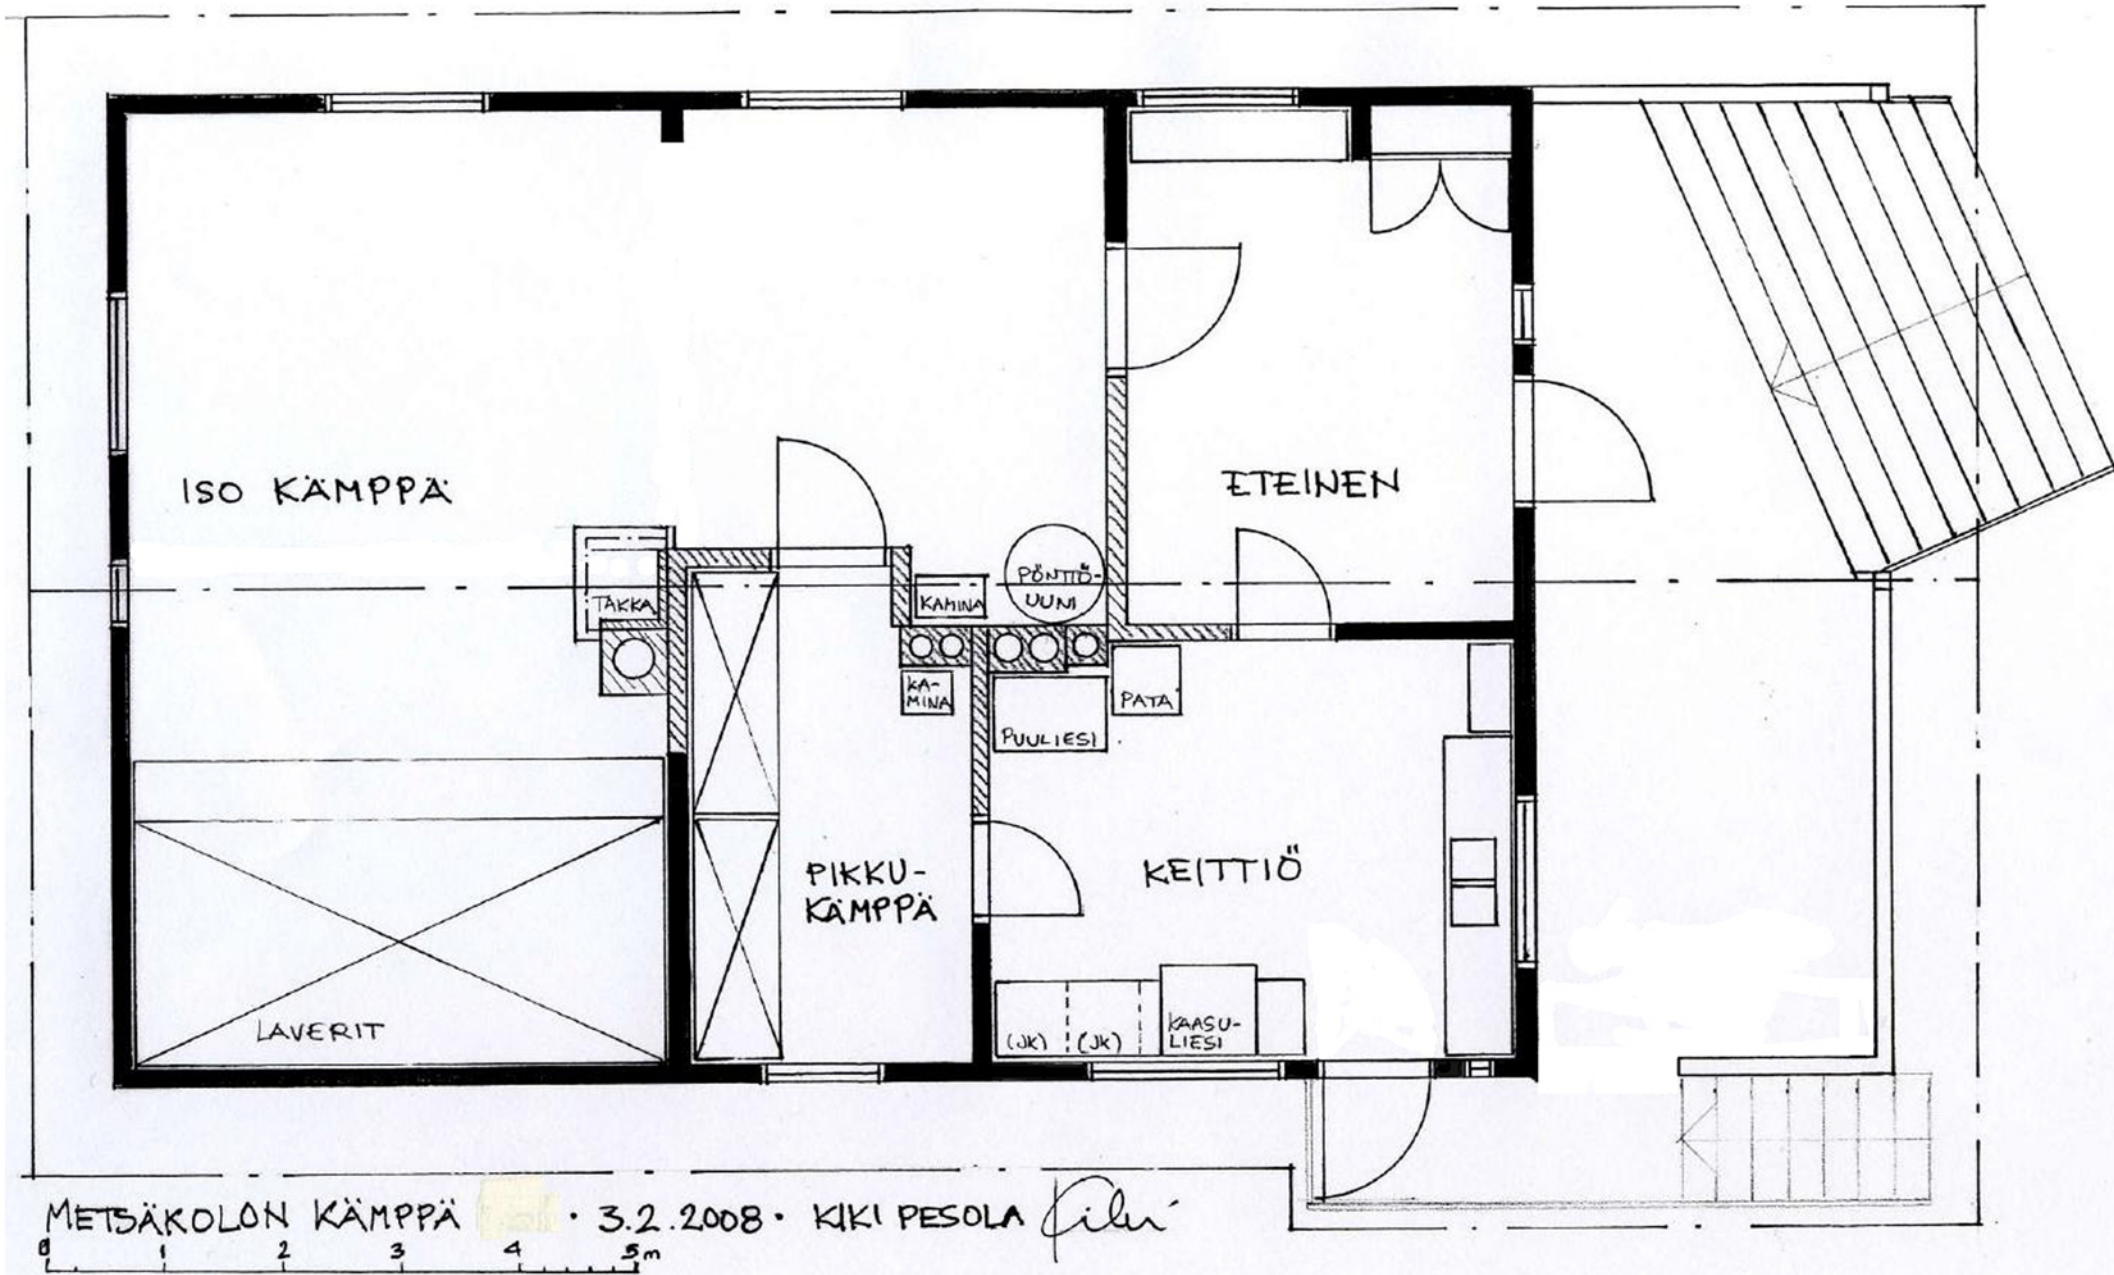 ISO KÄMPPÄ
ETEINEN
TAKKA
KAMINA
PÖNTTÖ-
UUNI
KA-
MINA
PUULIESI
PATA
PIKKU-
KÄMPPÄ
KEITTIÖ
LAVERIT
(JK) (JK)
KAASU-
LIESI
METSÄKOLON KÄMPPÄ · 3.2.2008 · KIKI PESOLA
0 1 2 3 4 5m